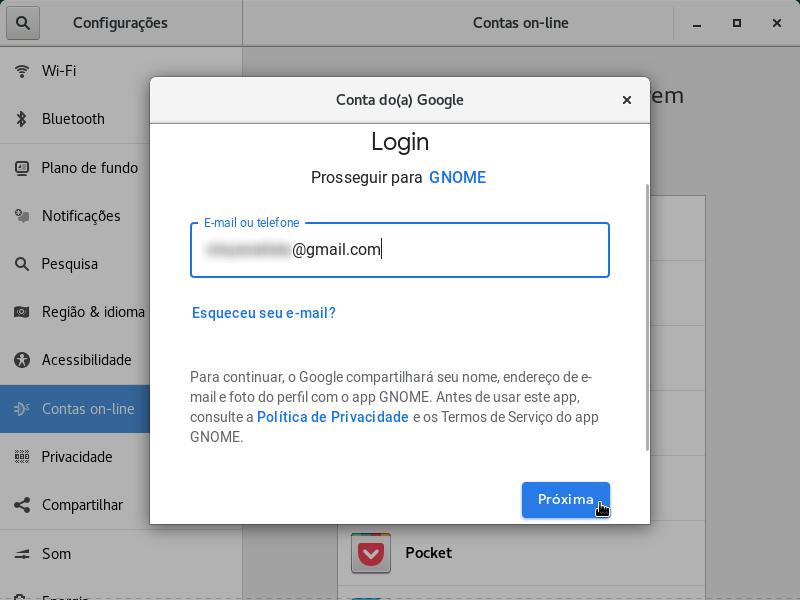 Configurações
Contas on-line
Wi-Fi
Bluetooth
Plano de fundo
Notificações
Pesquisa
Região & idioma
Acessibilidade
Contas on-line
Privacidade
Compartilhar
Som
Conta do(a) Google
Login
Prosseguir para GNOME
E-mail ou telefone
@gmail.com
Esqueceu seu e-mail?
Para continuar, o Google compartilhará seu nome, endereço de e-
mail e foto do perfil com o app GNOME. Antes de usar este app,
consulte a Política de Privacidade e os Termos de Serviço do app
GNOME.
Próxima
Pocket